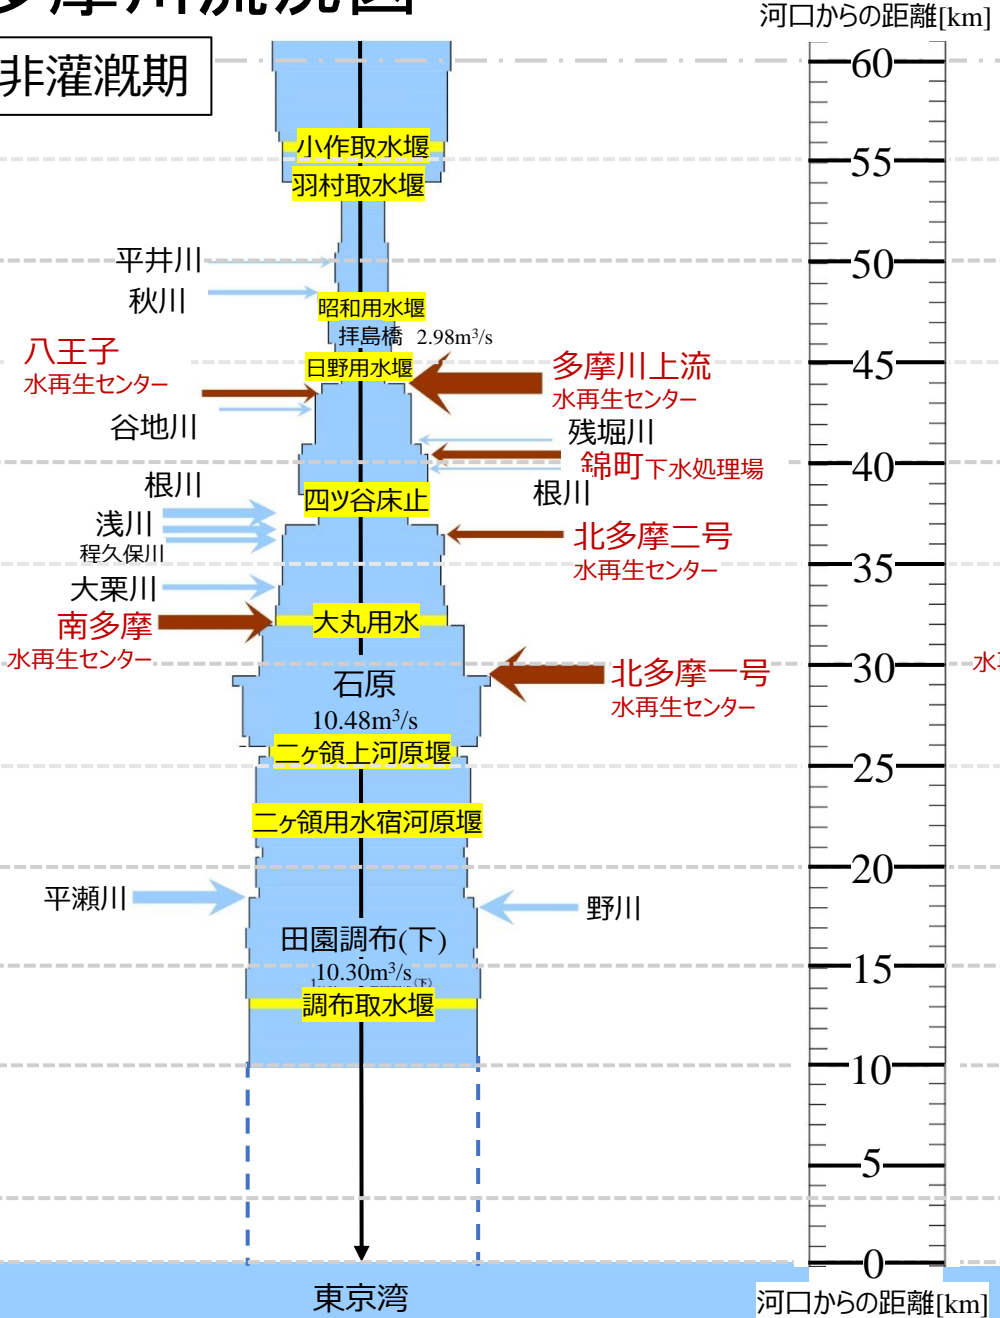 多摩川流況図
河口からの距離[km]
非灌漑期
60
小作取水堰
55
羽村取水堰
平井川
50
秋川
昭和用水堰
拝島橋 2.98m³/s
八王子
水再生センター
日野用水堰
多摩川上流
水再生センター
45
谷地川
残堀川
錦町下水処理場
40
根川
根川
四ツ谷床止
浅川
程久保川
北多摩二号
水再生センター
35
大栗川
南多摩
水再生センター
大丸用水
30
石原
10.48m³/s
北多摩一号
水再生センター
二ヶ領上河原堰
25
二ヶ領用水宿河原堰
20
平瀬川
野川
田園調布(下)
10.30m³/s
15
調布取水堰
10
5
0
東京湾
河口からの距離[km]